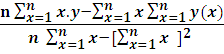 n ∑ⁿₓ₌₁ x.y−∑ⁿₓ₌₁ x ∑ⁿₓ₌₁ y(x)
n ∑ⁿₓ₌₁ x−[∑ⁿₓ₌₁ ]²